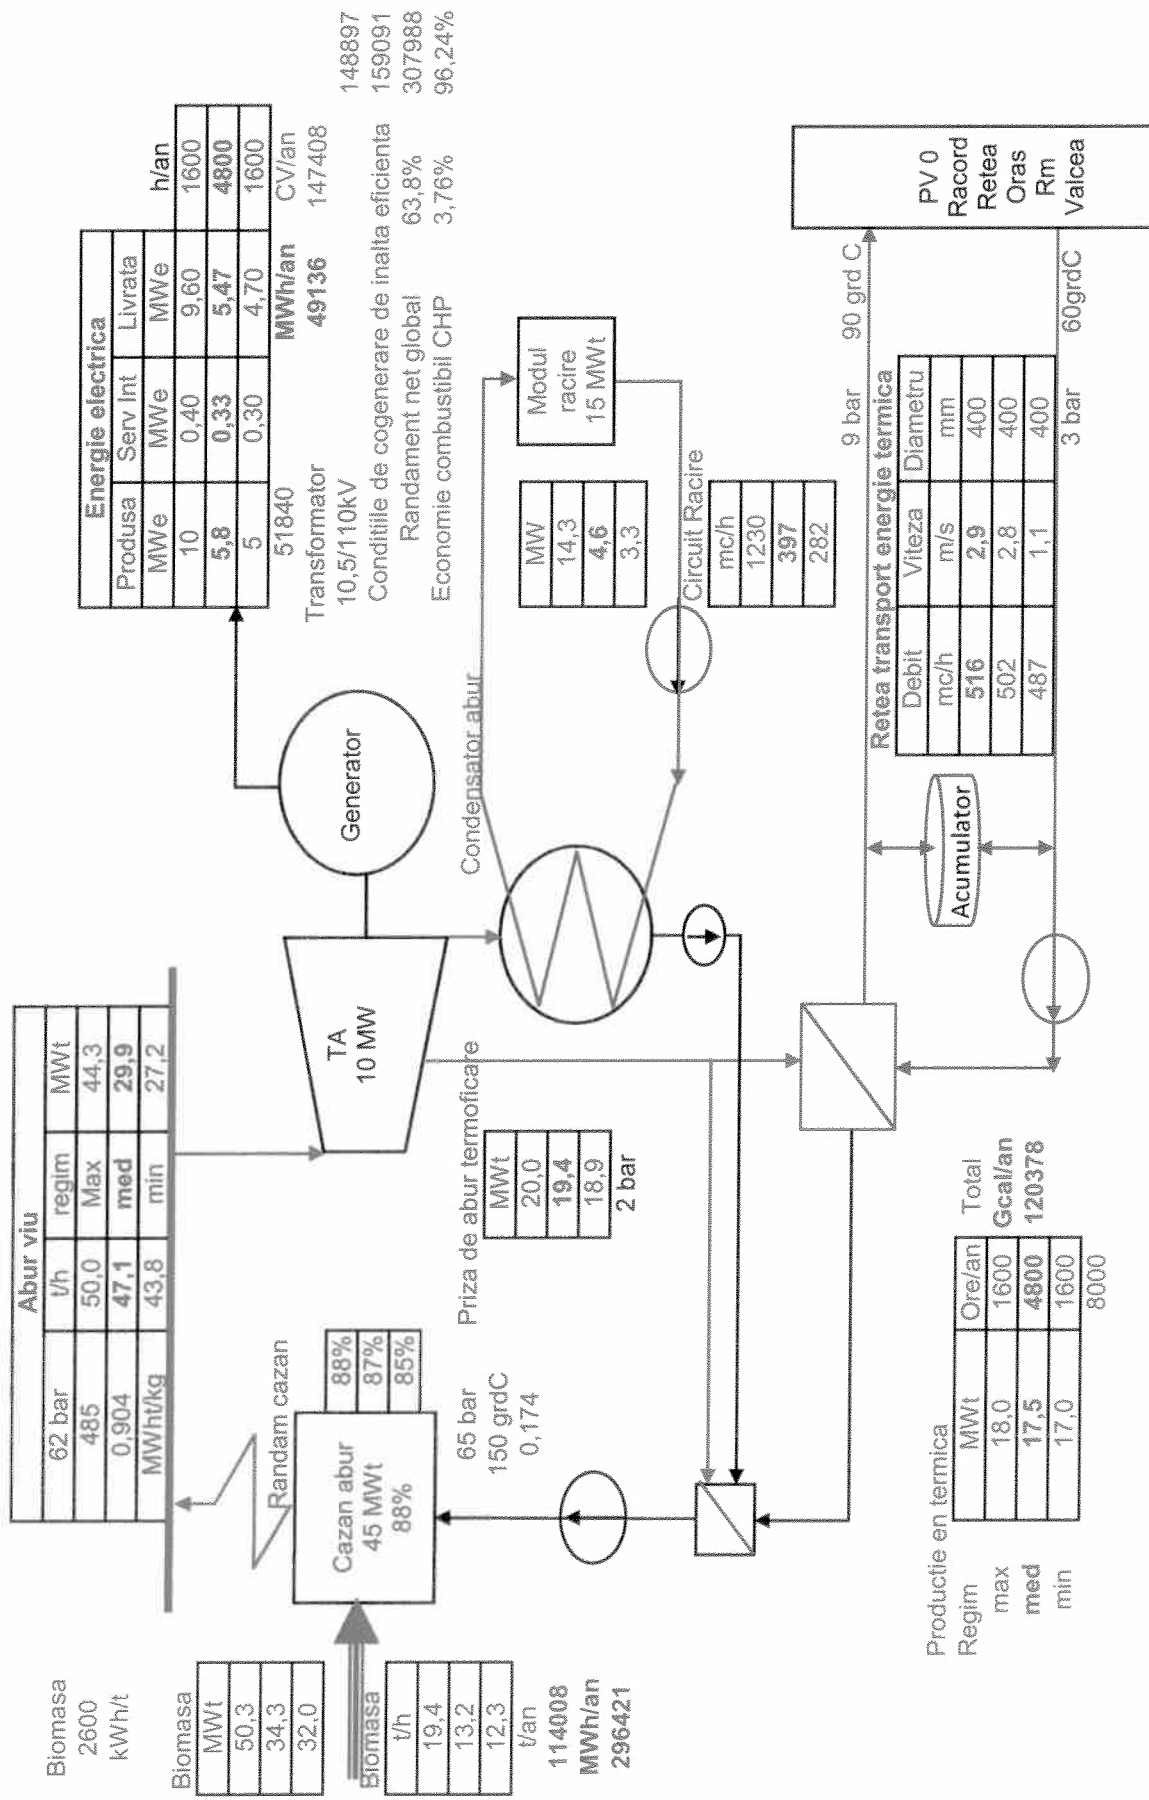 Biomasa
2600
kWh/t
Abur viu
62 bar t/h regim MWt
485 50,0 Max 44,3
0,904 47,1 med 29,9
MWht/kg 43,8 min 27,2
Energie electrica
Produsa Serv Int Livrata h/an
MWe MWe MWe
10 0,40 9,60 1600
5,8 0,33 5,47 4800
5 0,30 4,70 1600
51840 MWh/an CV/an
49136 147408
Transformator
10,5/110kV
148897
Conditiile de cogenerare de inalta eficienta 159091
Randament net global 63,8% 307988
Economie combustibil CHP 3,76% 96,24%
Biomasa
MWt
50,3
34,3
32,0
Biomasa
t/h
19,4
13,2
12,3
t/an
114008
MWh/an
296421
Randam cazan
Cazan abur
45 MWt
88%
88%
87%
85%
65 bar
150 grdC
0,174
TA
10 MW
Generator
Priza de abur termoficare
MWt
20,0
19,4
18,9
2 bar
Condensator abur
Modul
racire
15 MWt
MW
14,3
4,6
3,3
Circuit Racire
mc/h
1230
397
282
9 bar 90 grd C
Retea transport energie termica
Debit Viteza Diametru
mc/h m/s mm
516 2,9 400
502 2,8 400
487 1,1 400
3 bar 60grdC
Acumulator
PV 0
Racord
Retea
Oras
Rm
Valcea
Productie en termica
Regim MWt Ore/an Total
max 18,0 1600 Gcal/an
med 17,5 4800 120378
min 17,0 1600
8000